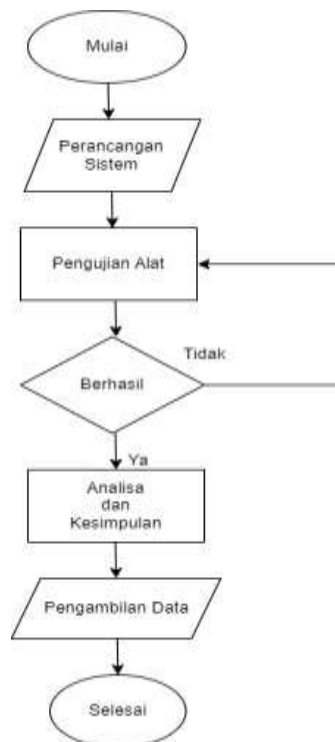 Mulai
Perancangan
Sistem
Pengujian Alat
Tidak
Berhasil
Ya
Analisa
dan
Kesimpulan
Pengambilan Data
Selesai